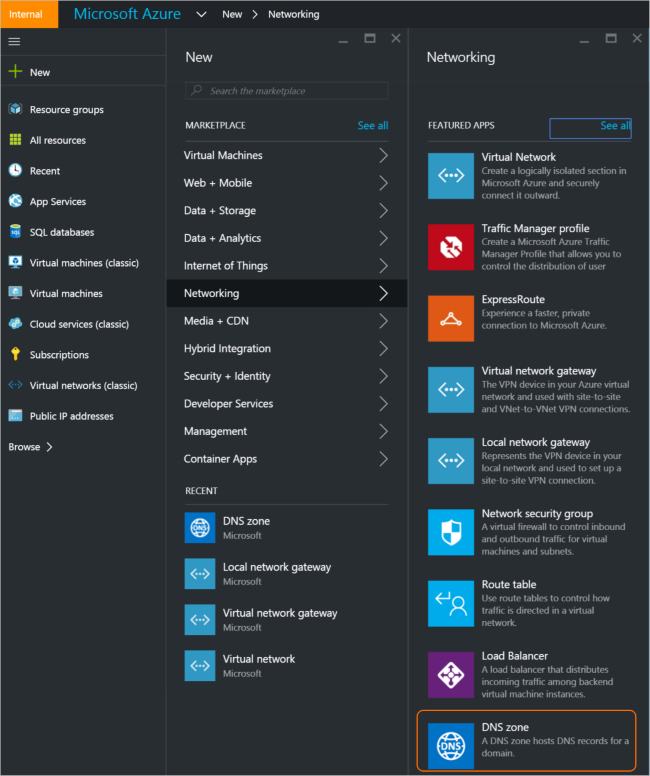 Internal
Microsoft Azure
New
Networking
New
Resource groups
All resources
Recent
App Services
SQL
SQL databases
Virtual machines (classic)
Virtual machines
Cloud services (classic)
Subscriptions
Virtual networks (classic)
Public IP addresses
Browse
New
Search the marketplace
MARKETPLACE
See all
Virtual Machines
Web + Mobile
Data + Storage
Data + Analytics
Internet of Things
Networking
Media + CDN
Hybrid Integration
Security + Identity
Developer Services
Management
Container Apps
RECENT
DNS
DNS zone
Microsoft
Local network gateway
Microsoft
Virtual network gateway
Microsoft
Virtual network
Microsoft
Networking
FEATURED APPS
See all
Virtual Network
Create a logically isolated section in
Microsoft Azure and securely
connect it outward.
Traffic Manager profile
Create a Microsoft Azure Traffic
Manager Profile that allows you to
control the distribution of user
ExpressRoute
Experience a faster, private
connection to Microsoft Azure.
Virtual network gateway
The VPN device in your Azure virtual
network and used with site-to-site
and VNet-to-VNet VPN connections.
Local network gateway
Represents the VPN device in your
local network and used to set up a
site-to-site VPN connection.
Network security group
A virtual firewall to control inbound
and outbound traffic for virtual
machines and subnets.
Route table
Use route tables to control how
traffic is directed in a virtual
network.
Load Balancer
A load balancer that distributes
incoming traffic among backend
virtual machine instances.
DNS
DNS zone
A DNS zone hosts DNS records for a
domain.